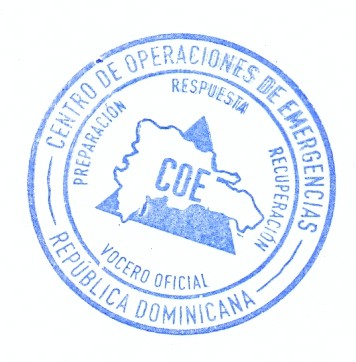 CENTRO DE OPERACIONES DE EMERGENCIAS
PREPARACIÓN
RESPUESTA
RECUPERACIÓN
COE
VOCERO OFICIAL
REPÚBLICA DOMINICANA